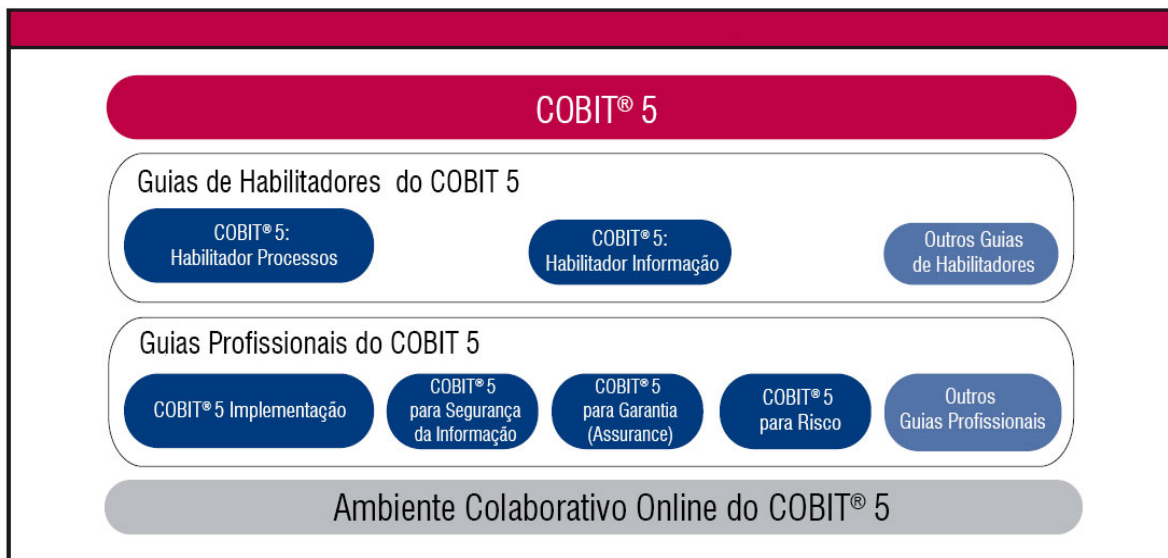 COBIT® 5
Guias de Habilitadores do COBIT 5
COBIT® 5:
Habilitador Processos
COBIT® 5:
Habilitador Informação
Outros Guias
de Habilitadores
Guias Profissionais do COBIT 5
COBIT® 5 Implementação
COBIT® 5
para Segurança
da Informação
COBIT® 5
para Garantia
(Assurance)
COBIT® 5
para Risco
Outros
Guias Profissionais
Ambiente Colaborativo Online do COBIT® 5